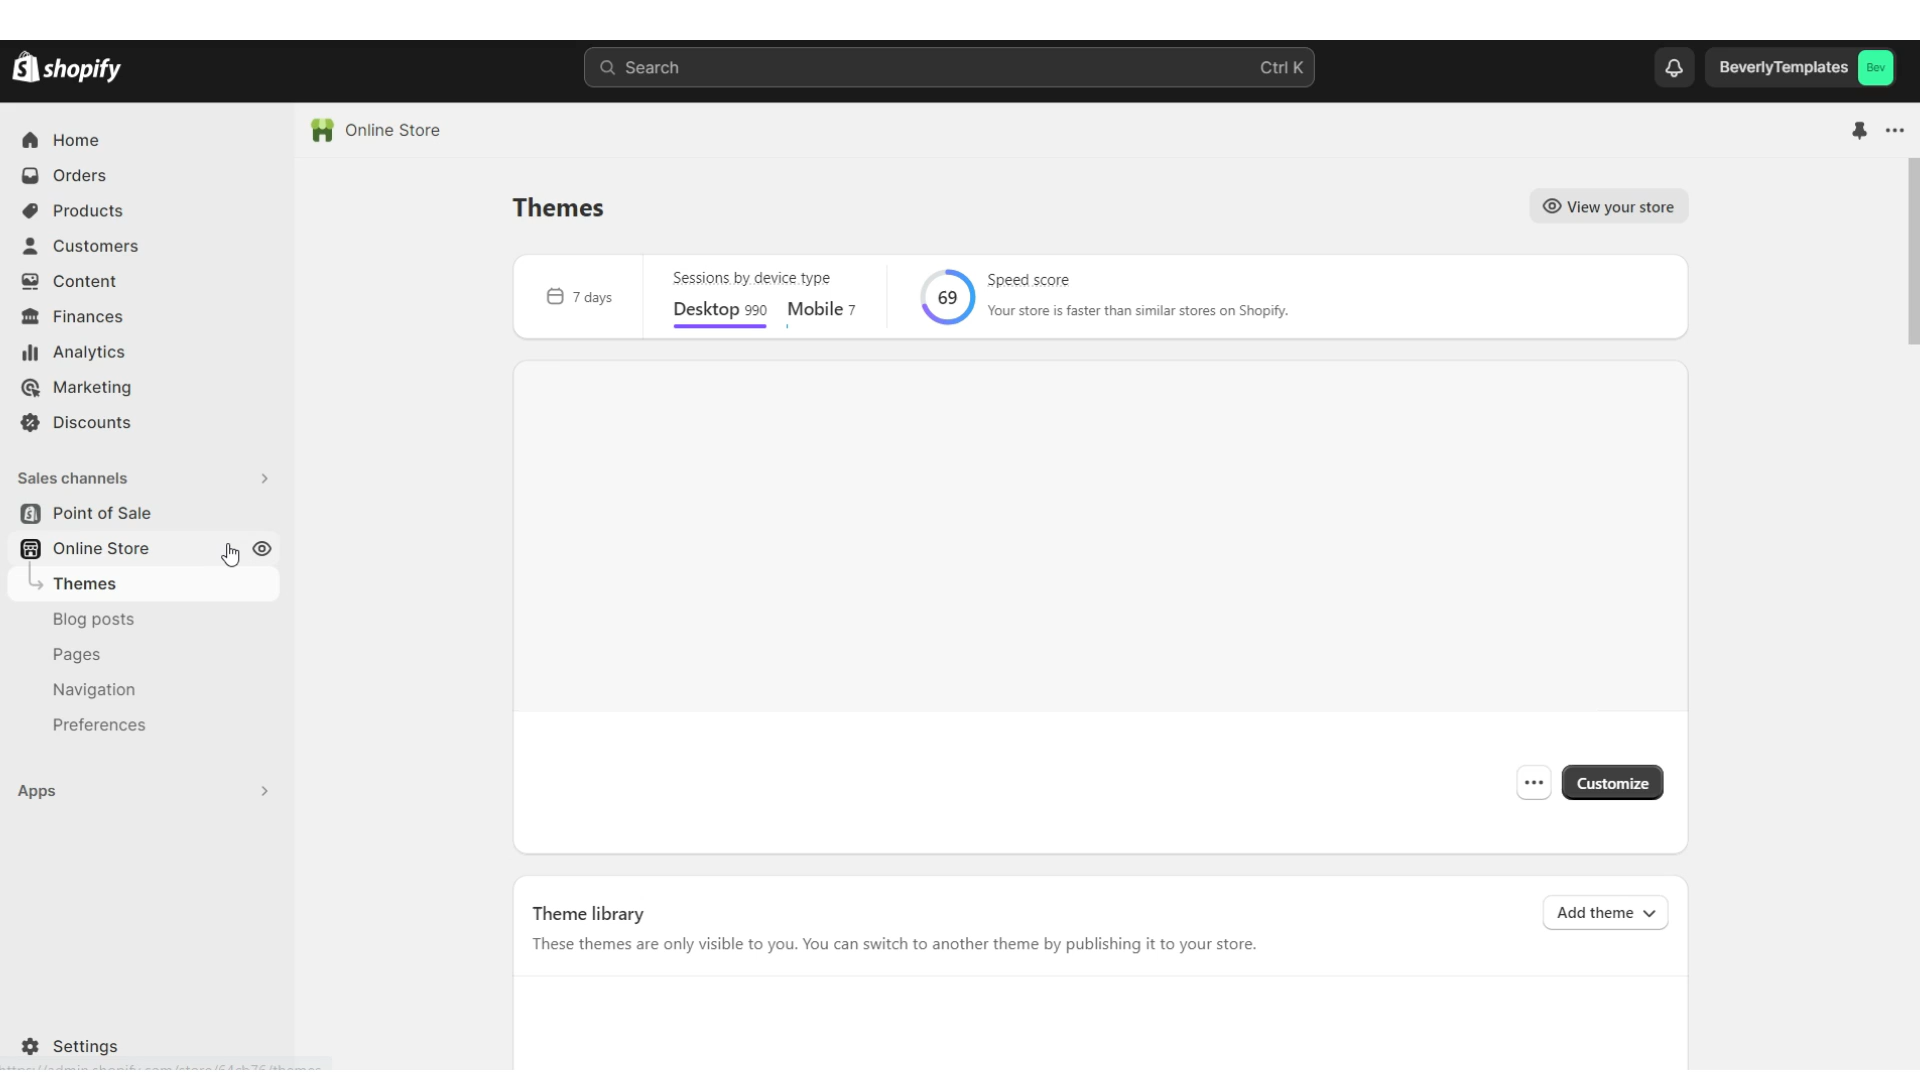 shopify
Search
Ctrl K
BeverlyTemplates
Bev
Home
Orders
Products
Customers
Content
Finances
Analytics
Marketing
Discounts
Sales channels
Point of Sale
Online Store
Themes
Blog posts
Pages
Navigation
Preferences
Apps
Settings
Online Store
Themes
View your store
7 days
Sessions by device type
Desktop 990 Mobile 7
69
Speed score
Your store is faster than similar stores on Shopify.
Customize
Theme library
Add theme
These themes are only visible to you. You can switch to another theme by publishing it to your store.